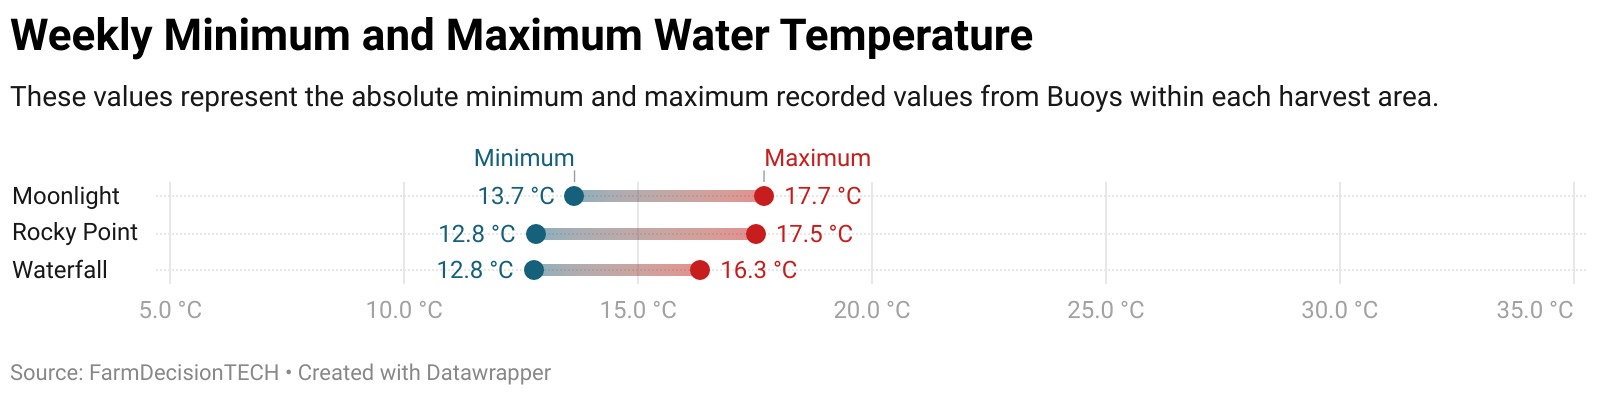 Weekly Minimum and Maximum Water Temperature
These values represent the absolute minimum and maximum recorded values from Buoys within each harvest area.
Minimum Maximum
Moonlight 13.7 °C 17.7 °C
Rocky Point 12.8 °C 17.5 °C
Waterfall 12.8 °C 16.3 °C
5.0 °C 10.0 °C 15.0 °C 20.0 °C 25.0 °C 30.0 °C 35.0 °C
Source: FarmDecisionTECH • Created with Datawrapper